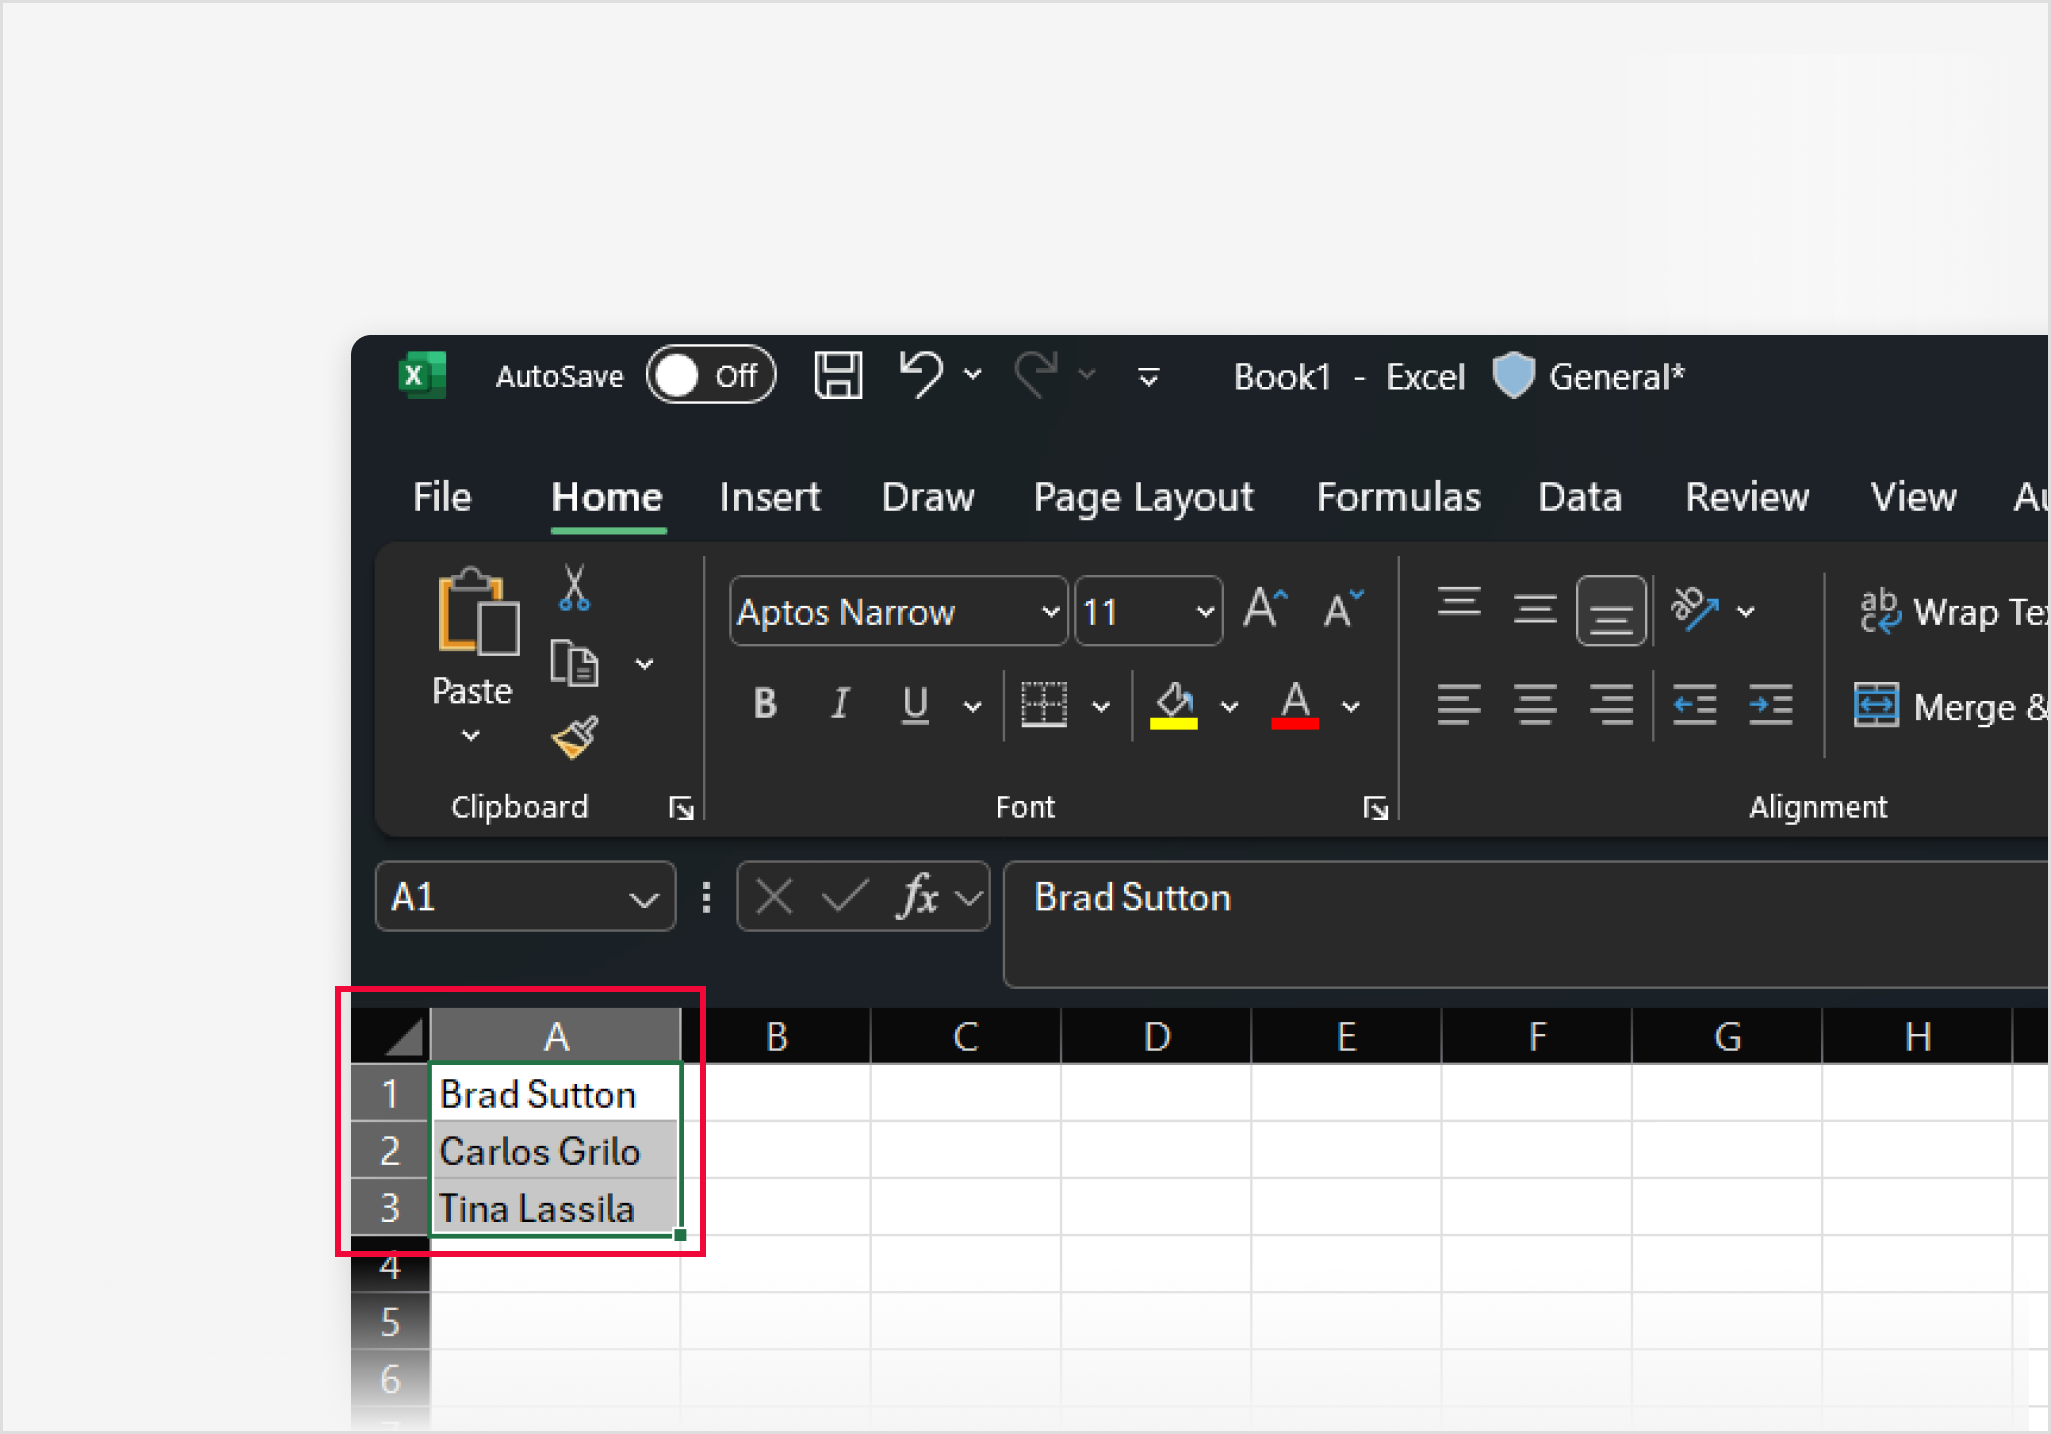 AutoSave Off Book1 - Excel General*
File Home Insert Draw Page Layout Formulas Data Review View
Aptos Narrow 11
ab
Wrap
Paste B I U A
Merge &
Clipboard Font Alignment
A1 fx Brad Sutton
A B C D E F G H
1 Brad Sutton
2 Carlos Grilo
3 Tina Lassila
4
5
6